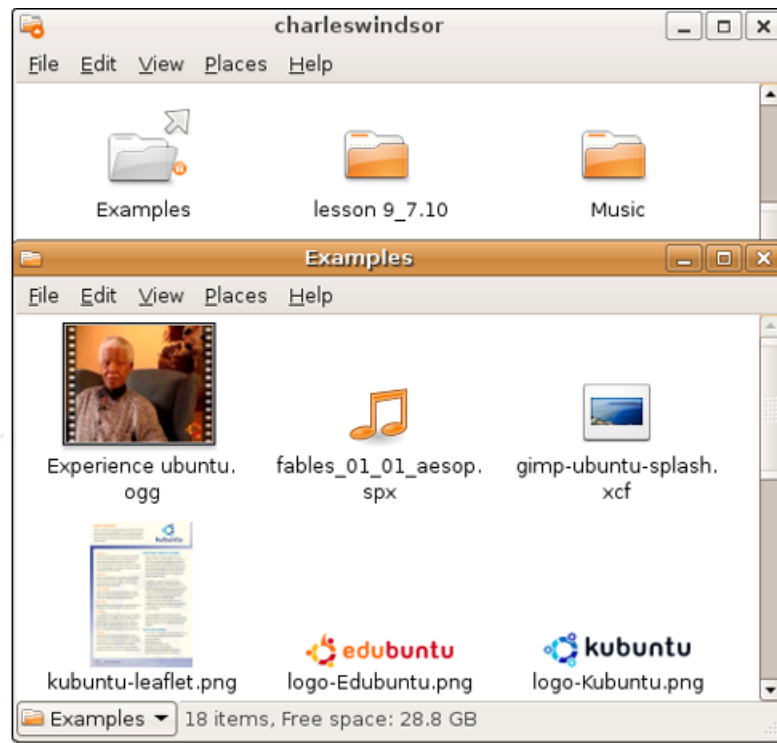 charleswindsor
File Edit View Places Help
Examples lesson 9_7.10 Music
Examples
File Edit View Places Help
Experience ubuntu.
ogg
fables_01_01_aesop.
spx
gimp-ubuntu-splash.
xcf
kubuntu
kubuntu-leaflet.png
edubuntu
logo-Edubuntu.png
kubuntu
logo-Kubuntu.png
Examples 18 items, Free space: 28.8 GB